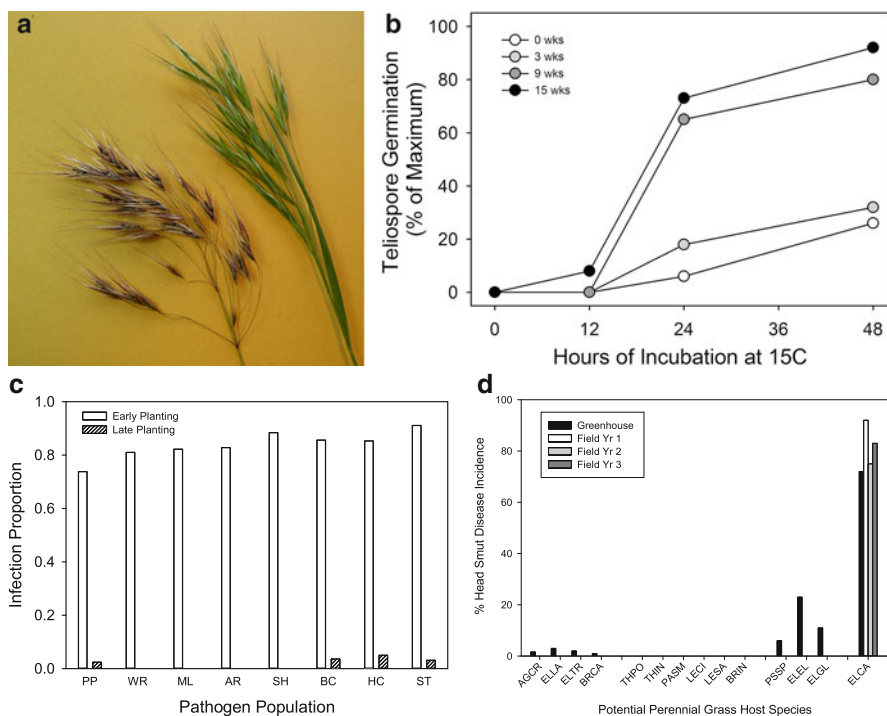 a
b
Teliospore Germination
(% of Maximum)
100
80
60
40
20
0
0 wks
3 wks
9 wks
15 wks
0 12 24 36 48
Hours of Incubation at 15C
c
Infection Proportion
1.0
0.8
0.6
0.4
0.2
0.0
Early Planting
Late Planting
PP WR ML AR SH BC HC ST
Pathogen Population
d
% Head Smut Disease Incidence
100
80
60
40
20
0
Greenhouse
Field Yr 1
Field Yr 2
Field Yr 3
AGCR ELLA ELTR BRCA THPO THIN PASM LECI LESA BRIN PSSP ELEL ELGL ELCA
Potential Perennial Grass Host Species